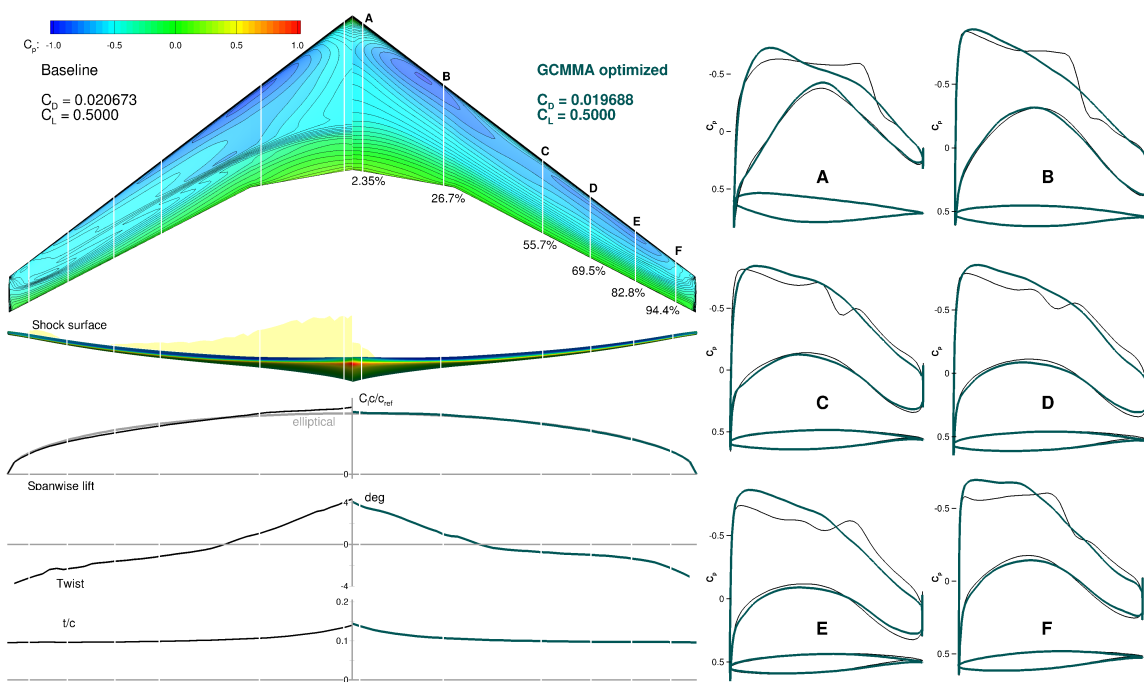 Cp: -1.0 -0.5 0.0 0.5 1.0
A
Baseline
CD = 0.020673
CL = 0.5000
GCMMA optimized
CD = 0.019688
CL = 0.5000
B
C
D
E
F
2.35%
26.7%
55.7%
69.5%
82.8%
94.4%
Shock surface
Clc/cref
elliptical
0
Spanwise lift
deg
4
0
-4
Twist
0.2
t/c
0.1
0
-0.5
Cp
0
0.5
A
-0.5
Cp
0
0.5
B
-0.5
Cp
0
0.5
C
-0.5
Cp
0
0.5
D
-0.5
Cp
0
0.5
E
-0.5
Cp
0
0.5
F